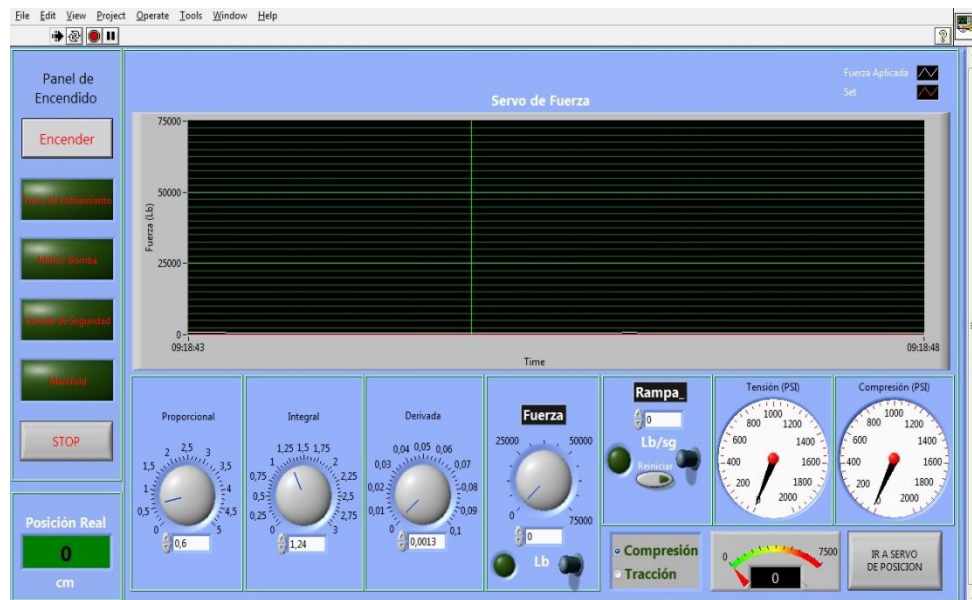 File Edit View Project Operate Tools Window Help
Panel de
Encendido
Encender
Torre de Enfriamianto
Motor-Bomba
Válvula de Seguridad
Manifold
STOP
Posición Real
0
cm
Fuerza Aplicada
Set
Servo de Fuerza
Fuerza (Lb)
75000
50000
25000
0
09:18:43
09:18:48
Time
Proporcional
0 0,5 1 1,5 2 2,5 3 3,5 4 4,5 5
0,6
Integral
0 0,25 0,5 0,75 1 1,25 1,5 1,75 2 2,25 2,5 2,75 3
1,24
Derivada
0 0,01 0,02 0,03 0,04 0,05 0,06 0,07 0,08 0,09 0,1
0,0013
Fuerza
0 25000 50000 75000
0
Lb
Rampa_
0
Lb/sg
Reiniciar
Tensión (PSI)
0 200 400 600 800 1000 1200 1400 1600 1800 2000
Compresión (PSI)
0 200 400 600 800 1000 1200 1400 1600 1800 2000
Compresión
Tracción
0 7500
0
IR A SERVO
DE POSICION